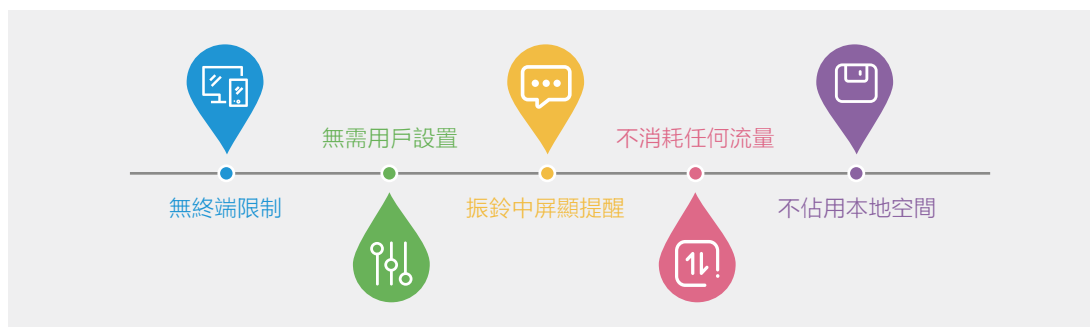 無終端限制
無需用戶設置
振鈴中屏顯提醒
不消耗任何流量
不佔用本地空間